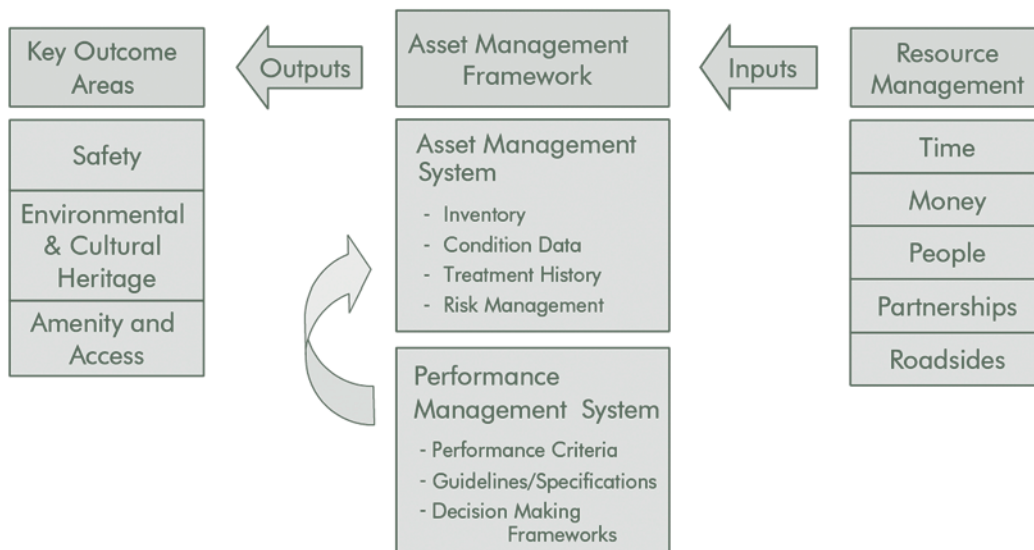 Key Outcome
Areas
Outputs
Asset Management
Framework
Inputs
Resource
Management
Safety
Environmental
& Cultural
Heritage
Amenity and
Access
Asset Management
System
- Inventory
- Condition Data
- Treatment History
- Risk Management
Performance
Management System
- Performance Criteria
- Guidelines/Specifications
- Decision Making
Frameworks
Time
Money
People
Partnerships
Roadsides